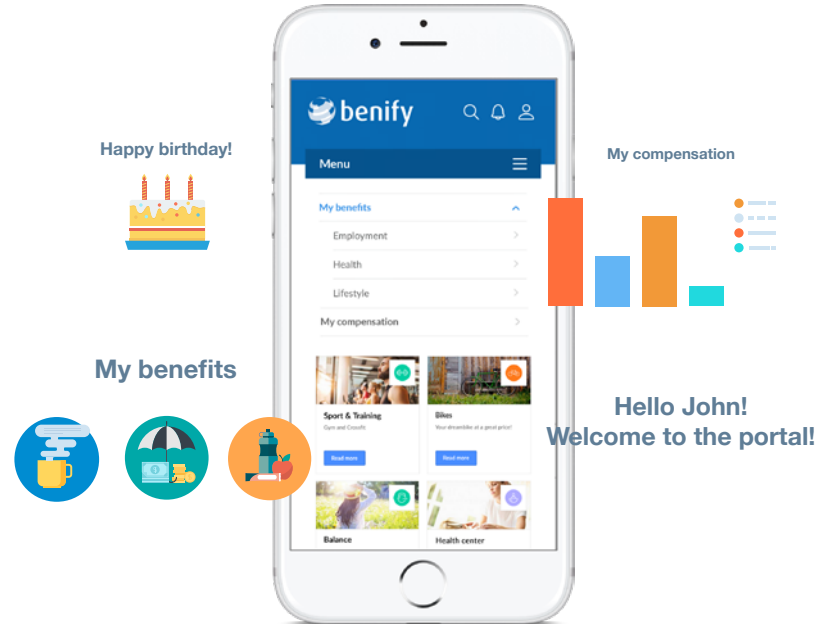 benify
Happy birthday!
Menu
My compensation
My benefits
Employment
Health
Lifestyle
My compensation
My benefits
Sport & Training
Gym and Crossfit
Read more
Bikes
Your dreambike at a great price!
Read more
Hello John!
Welcome to the portal!
Balance
Health center